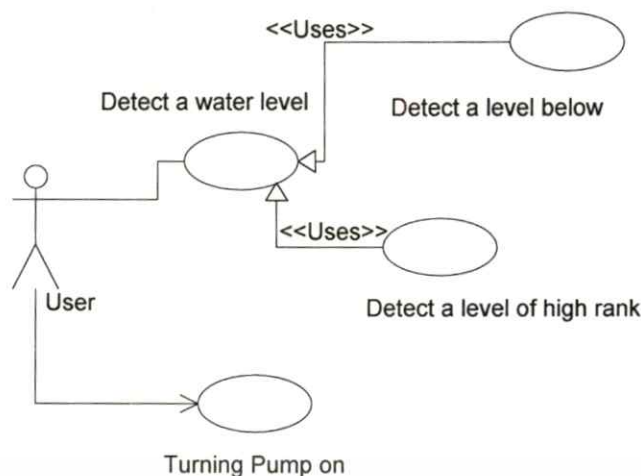 <<Uses>>
Detect a water level
Detect a level below
<<Uses>>
User
Detect a level of high rank
Turning Pump on